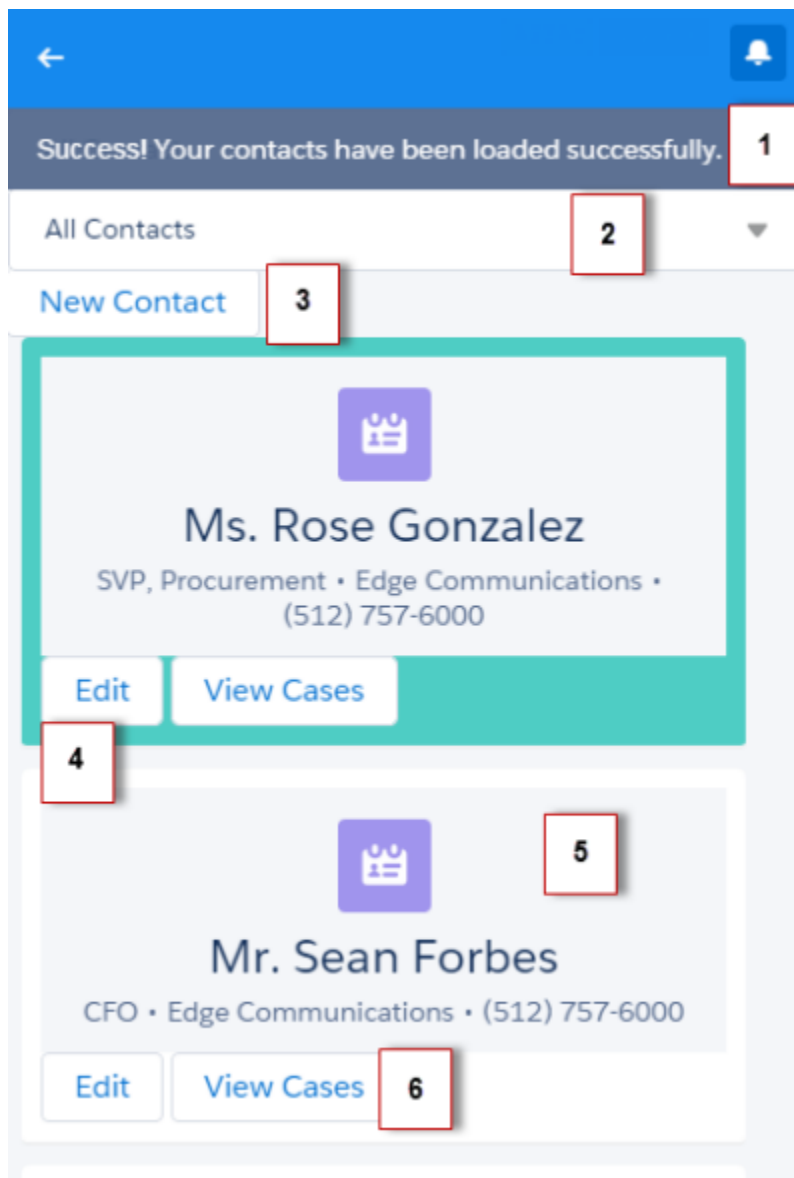 Success! Your contacts have been loaded successfully. 1
All Contacts 2
New Contact 3
Ms. Rose Gonzalez
SVP, Procurement • Edge Communications •
(512) 757-6000
Edit View Cases
4
5
Mr. Sean Forbes
CFO • Edge Communications • (512) 757-6000
Edit View Cases 6